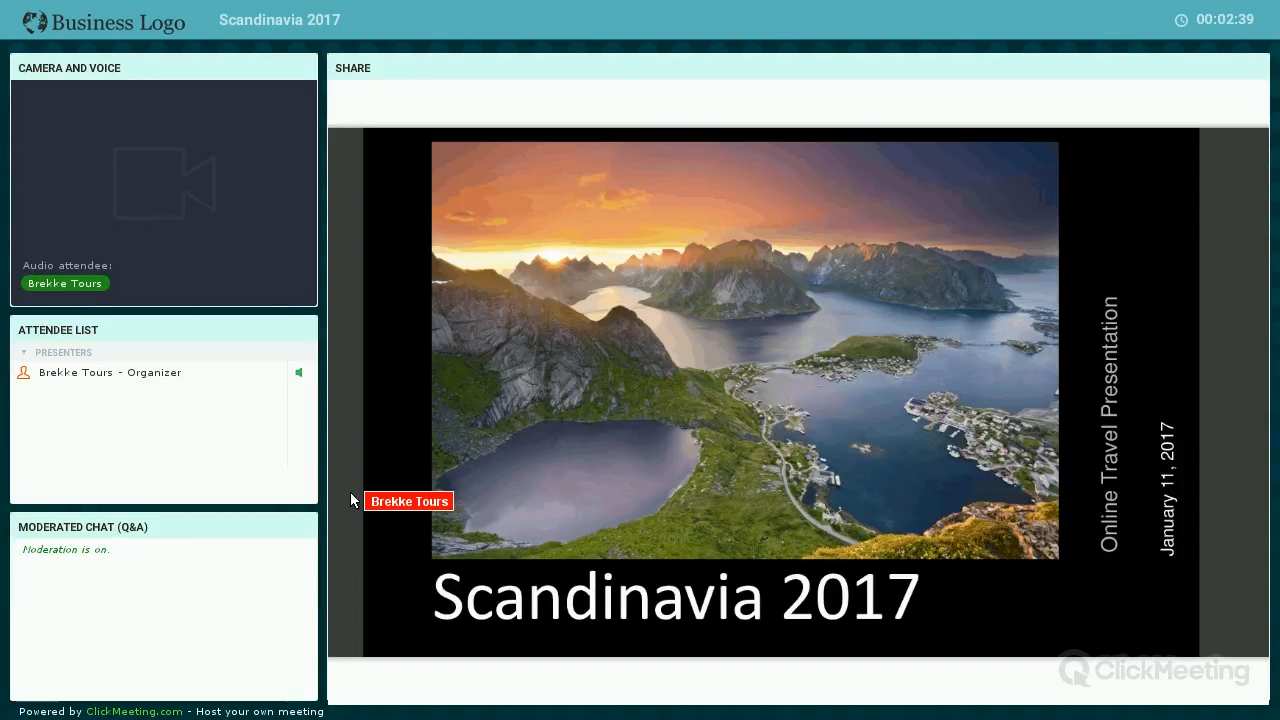 Business Logo
Scandinavia 2017
00:02:39
CAMERA AND VOICE
Audio attendee:
Brekke Tours
ATTENDEE LIST
PRESENTERS
Brekke Tours - Organizer
MODERATED CHAT (Q&A)
Moderation is on.
Powered by ClickMeeting.com - Host your own meeting
SHARE
Brekke Tours
Online Travel Presentation
January 11, 2017
Scandinavia 2017
ClickMeeting